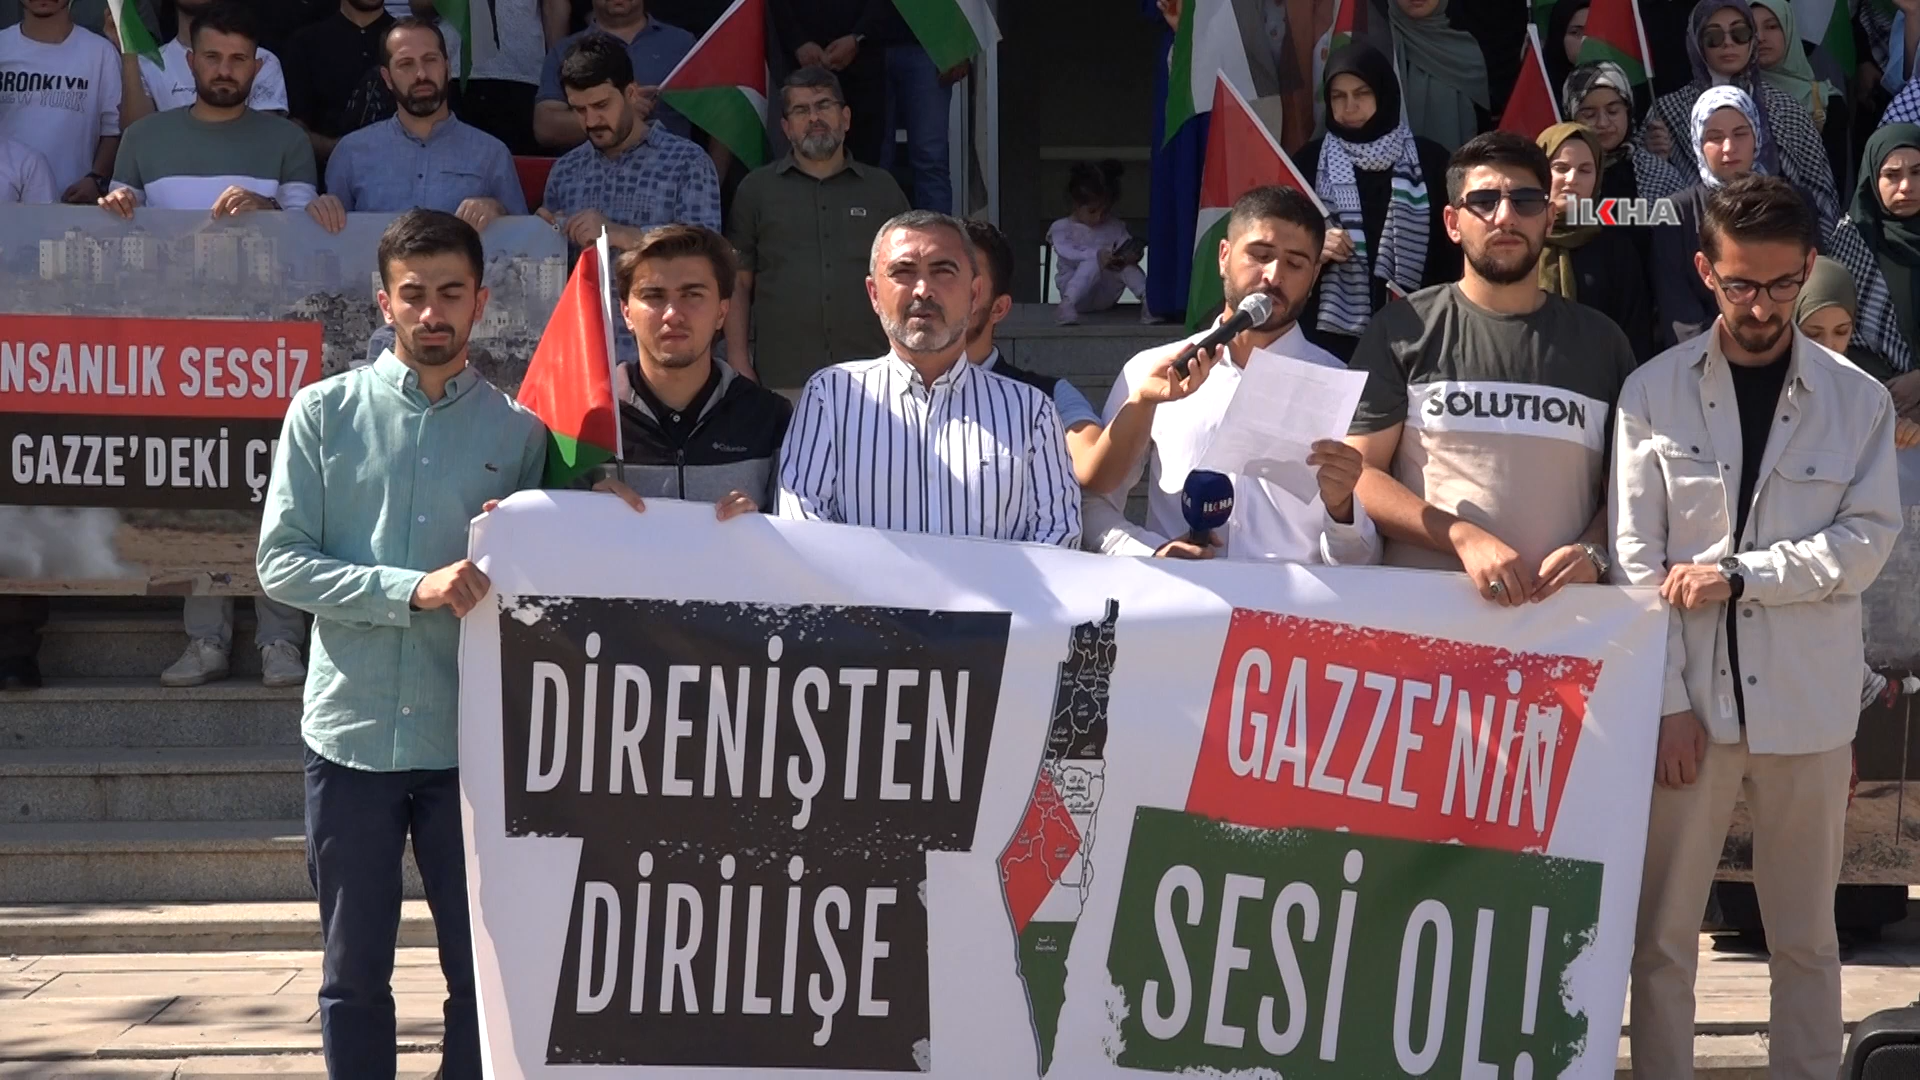 BROOKLYN
NEW YORK
İLKHA
NSANLIK SESSİZ
GAZZE'DEKİ Ç
Columbia
SOLUTION
İLKHA
DİRENİŞTEN
DİRİLİŞE
GAZZE'NİN
SESİ OL!